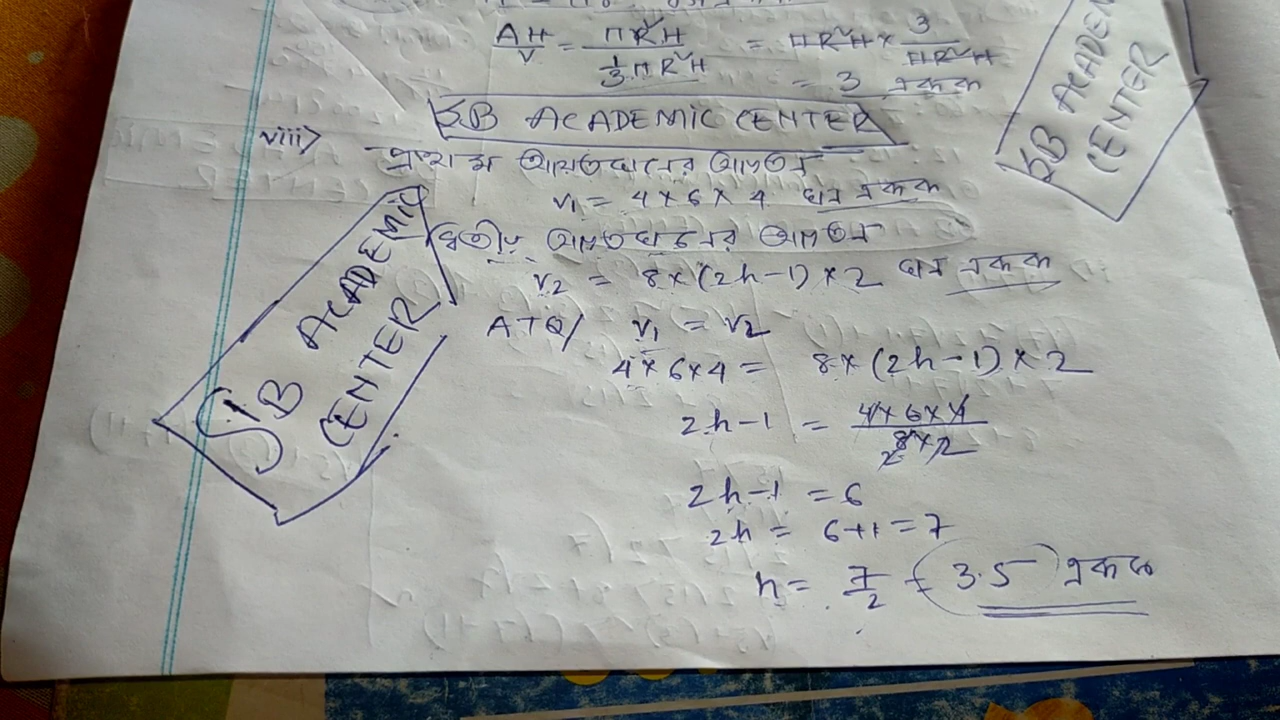 AH/V = ΠR²H / ⅓ΠR²H = ΠR²H × 3/ΠR²H
= 3 একক
SB ACADEMIC CENTER
SB ACADEM
CENTER
viii>
প্রথম আয়তঘনের আয়তন
v₁ = 4 × 6 × 4 ঘন একক
দ্বিতীয় আয়তঘনের আয়তন
v₂ = 8 × (2h-1) × 2 ঘন একক
ATQ/ v₁ = v₂
4 × 6 × 4 = 8 × (2h-1) × 2
2h-1 = 4 × 6 × 4 / 8 × 2
2
2h-1 = 6
2h = 6+1 = 7
h = 7/2 = 3.5 একক
SB ACADEMIC
CENTER